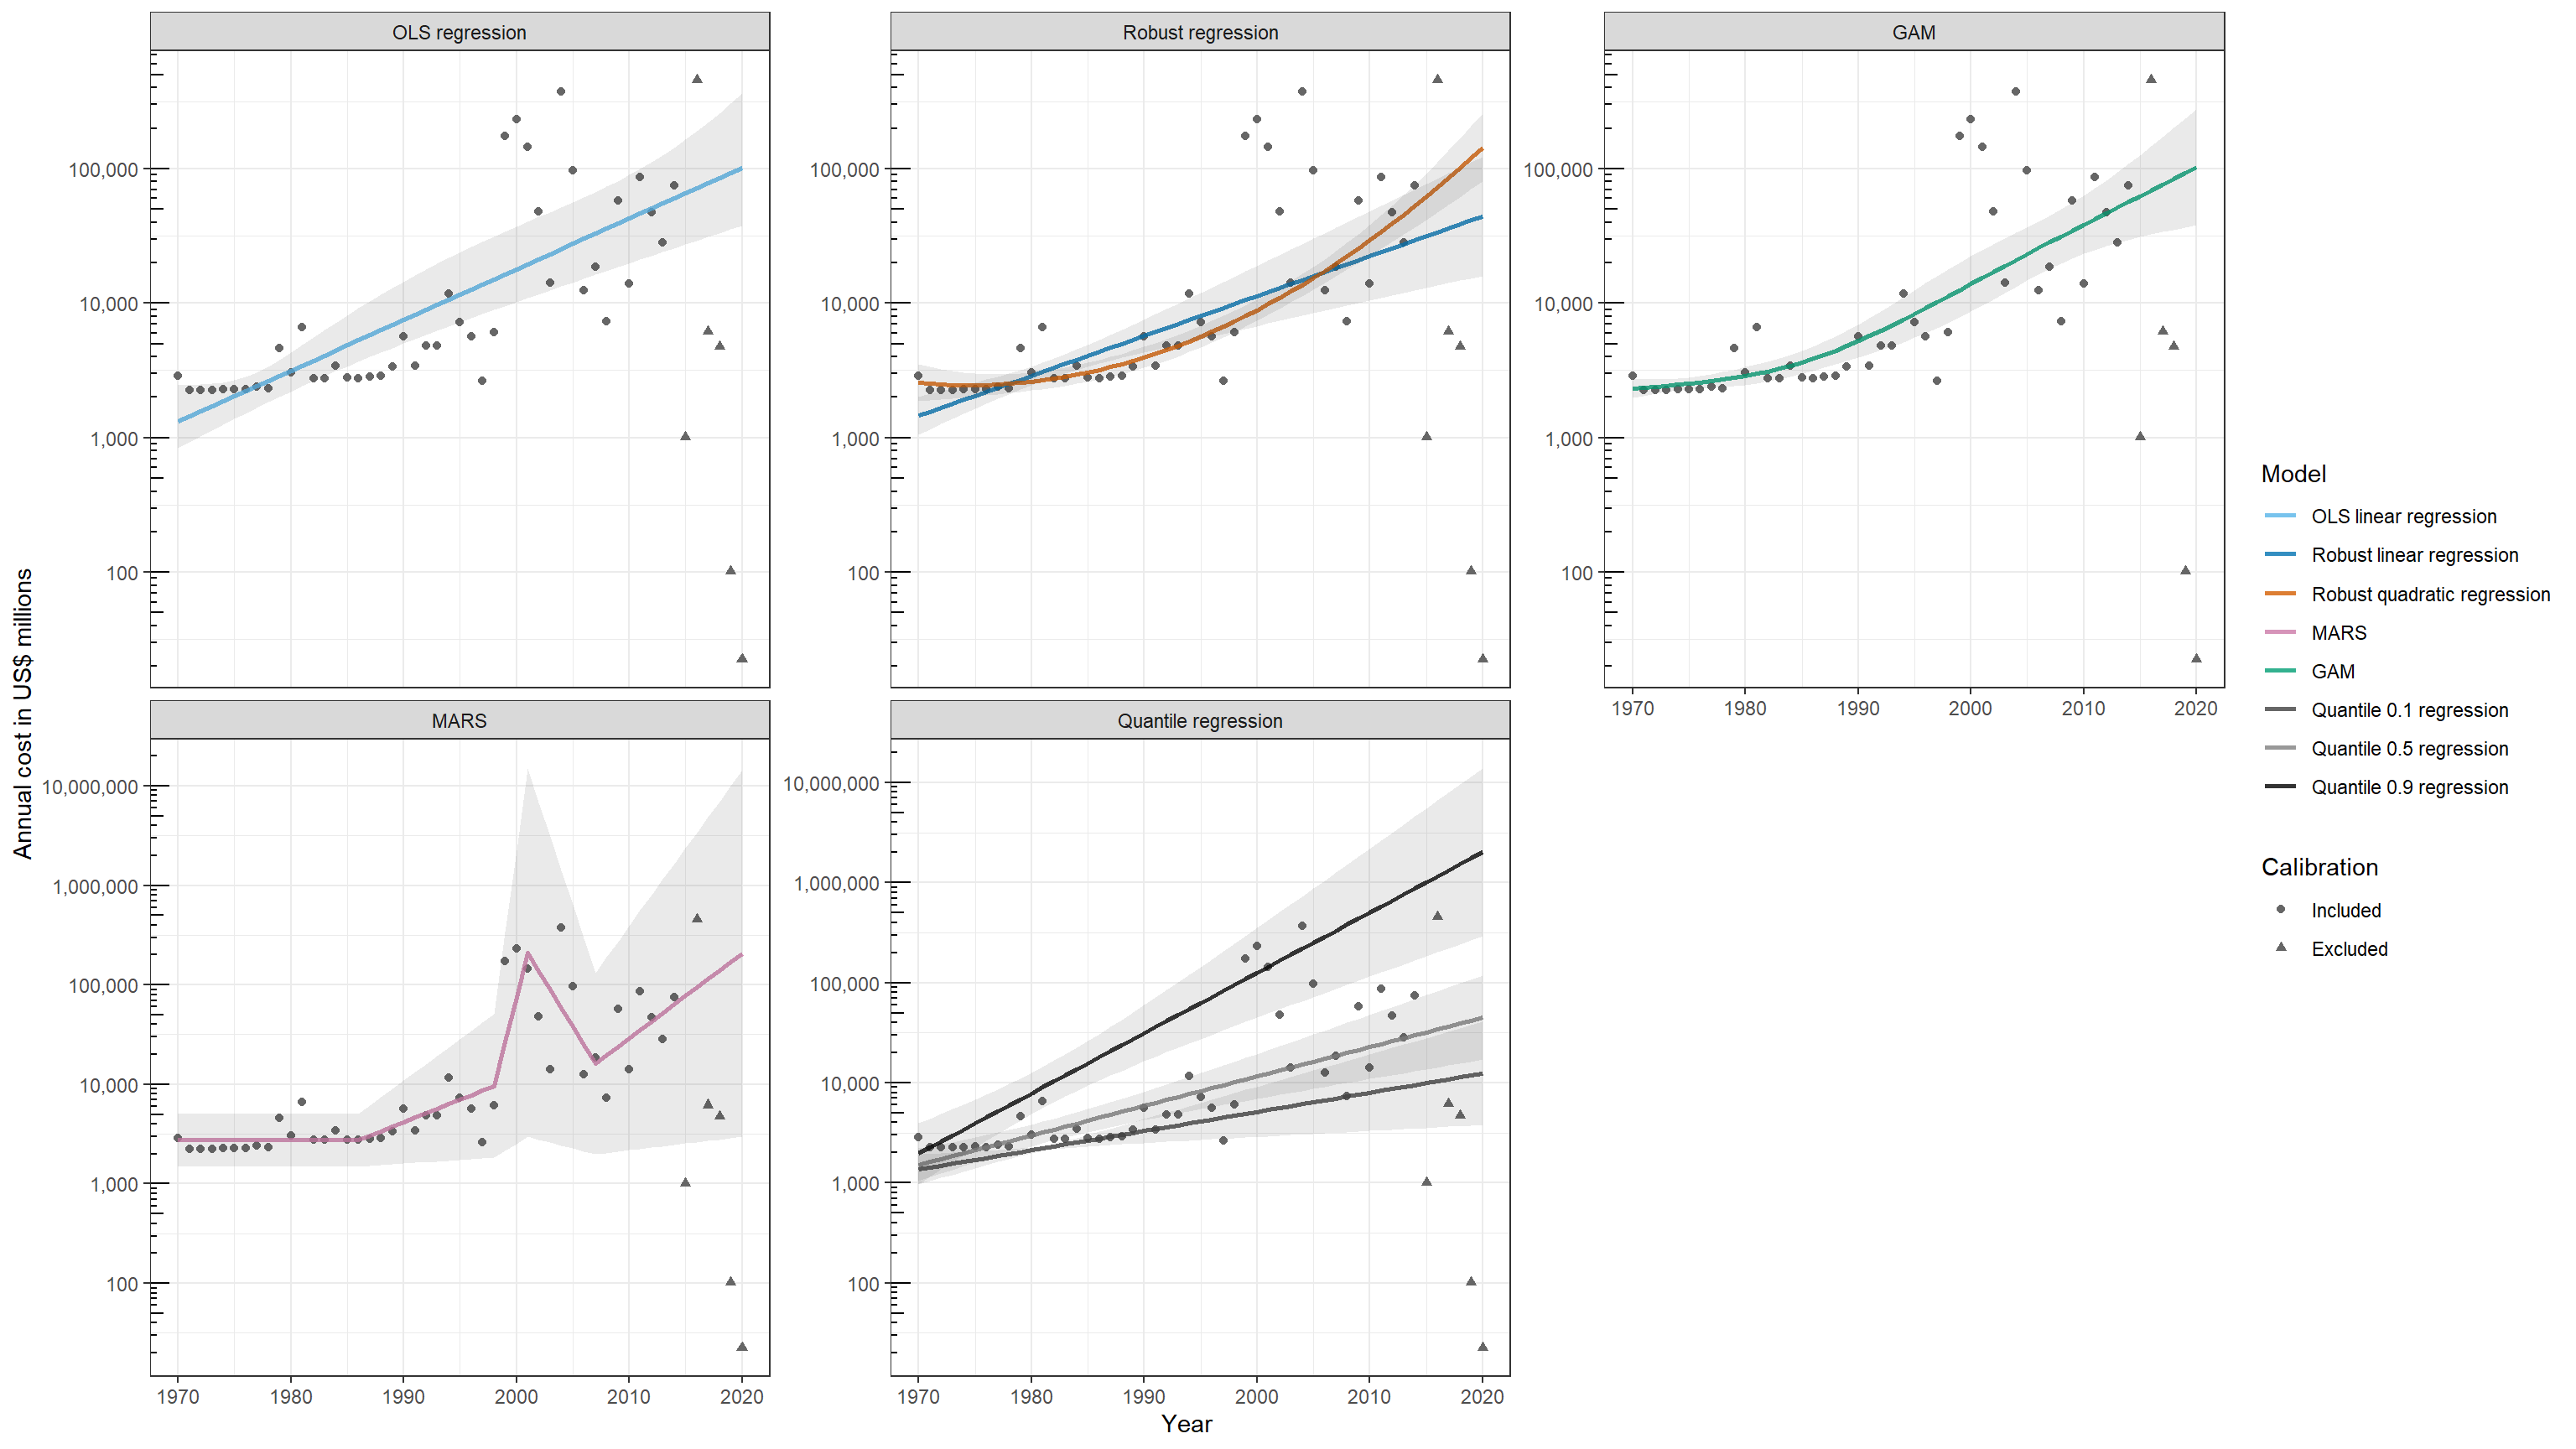 OLS regression
Robust regression
GAM
100,000
10,000
1,000
100
100,000
10,000
1,000
100
100,000
10,000
1,000
100
1970 1980 1990 2000 2010 2020
MARS
Quantile regression
10,000,000
1,000,000
100,000
10,000
1,000
100
10,000,000
1,000,000
100,000
10,000
1,000
100
1970 1980 1990 2000 2010 2020
1970 1980 1990 2000 2010 2020
Annual cost in US$ millions
Year
Model
OLS linear regression
Robust linear regression
Robust quadratic regression
MARS
GAM
Quantile 0.1 regression
Quantile 0.5 regression
Quantile 0.9 regression
Calibration
Included
Excluded